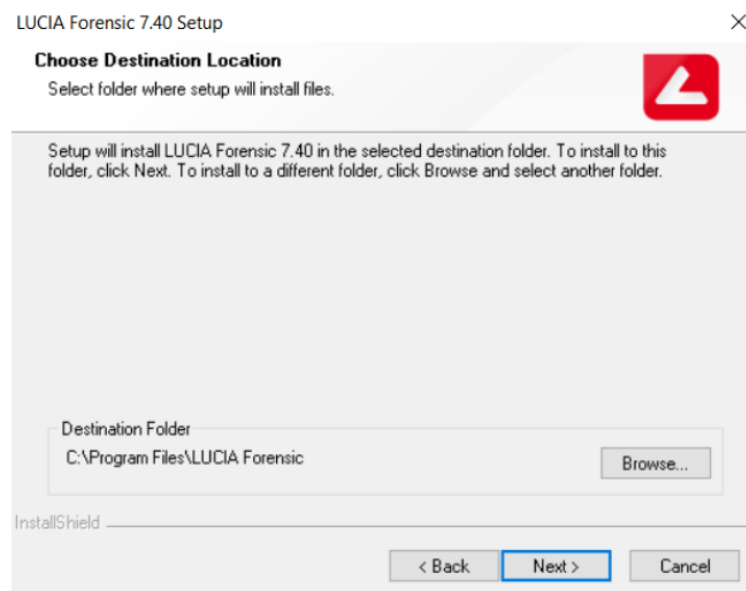 LUCIA Forensic 7.40 Setup
Choose Destination Location
Select folder where setup will install files.
Setup will install LUCIA Forensic 7.40 in the selected destination folder. To install to this
folder, click Next. To install to a different folder, click Browse and select another folder.
Destination Folder
C:\Program Files\LUCIA Forensic
Browse...
InstallShield
< Back
Next >
Cancel